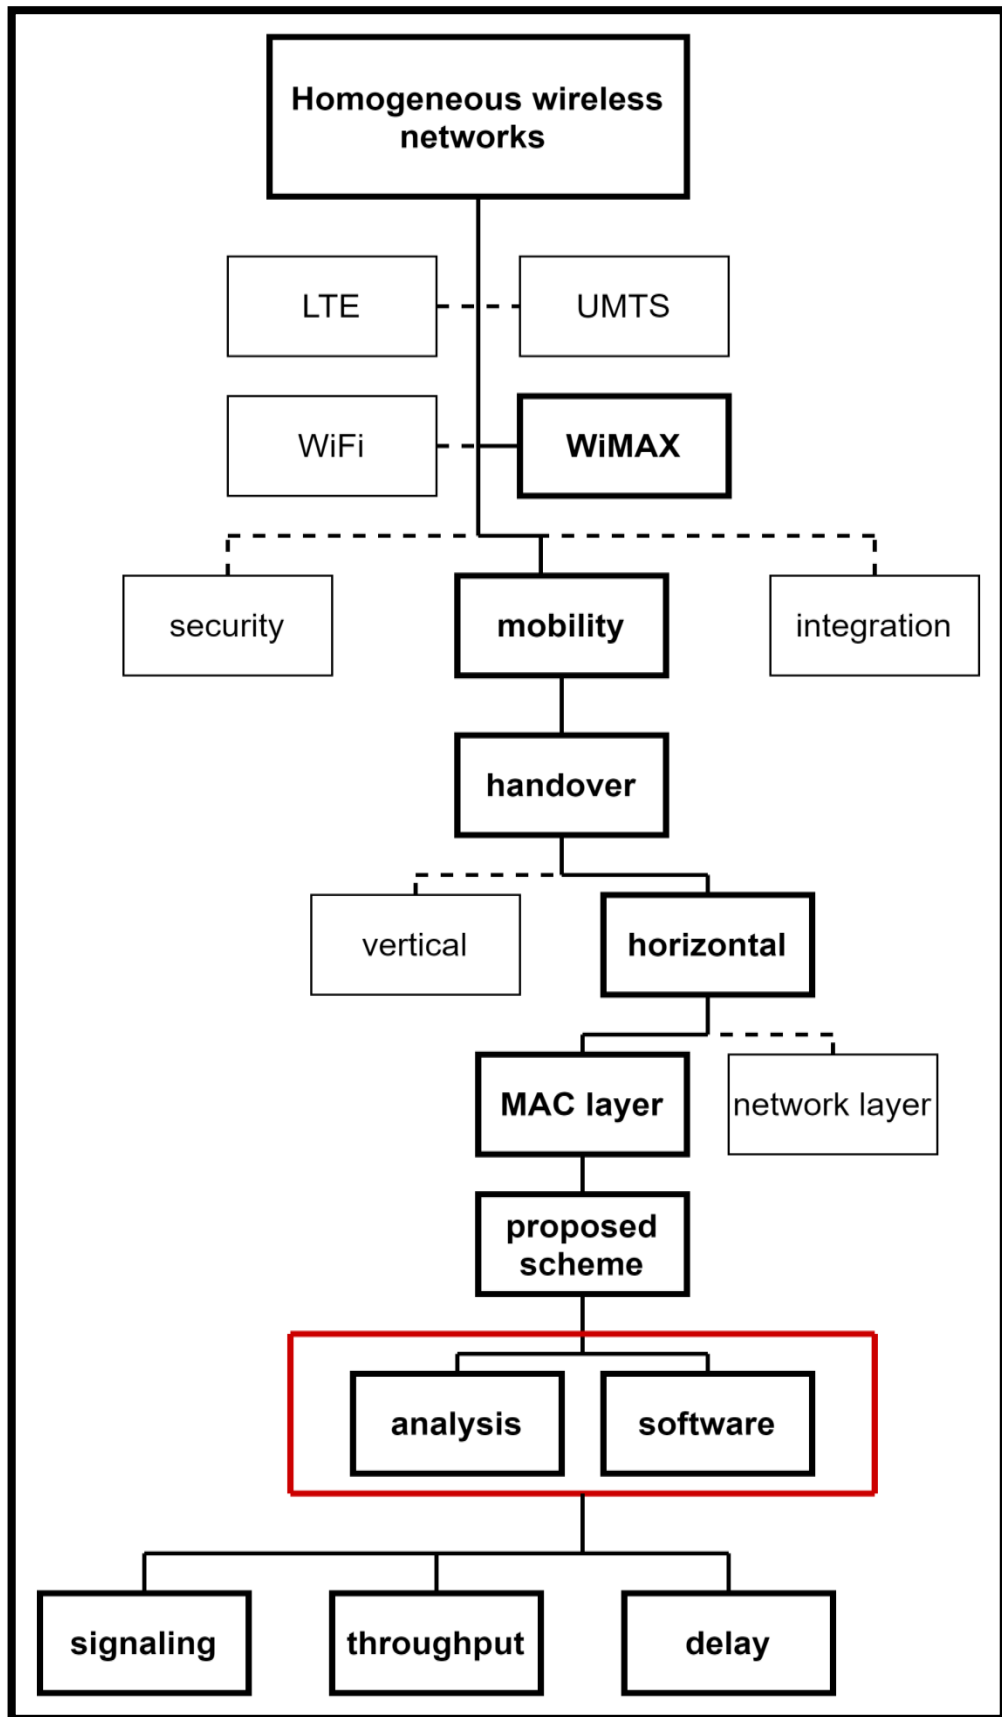 Homogeneous wireless
networks
LTE
UMTS
WiFi
WiMAX
security
mobility
integration
handover
vertical
horizontal
MAC layer
network layer
proposed
scheme
analysis
software
signaling
throughput
delay